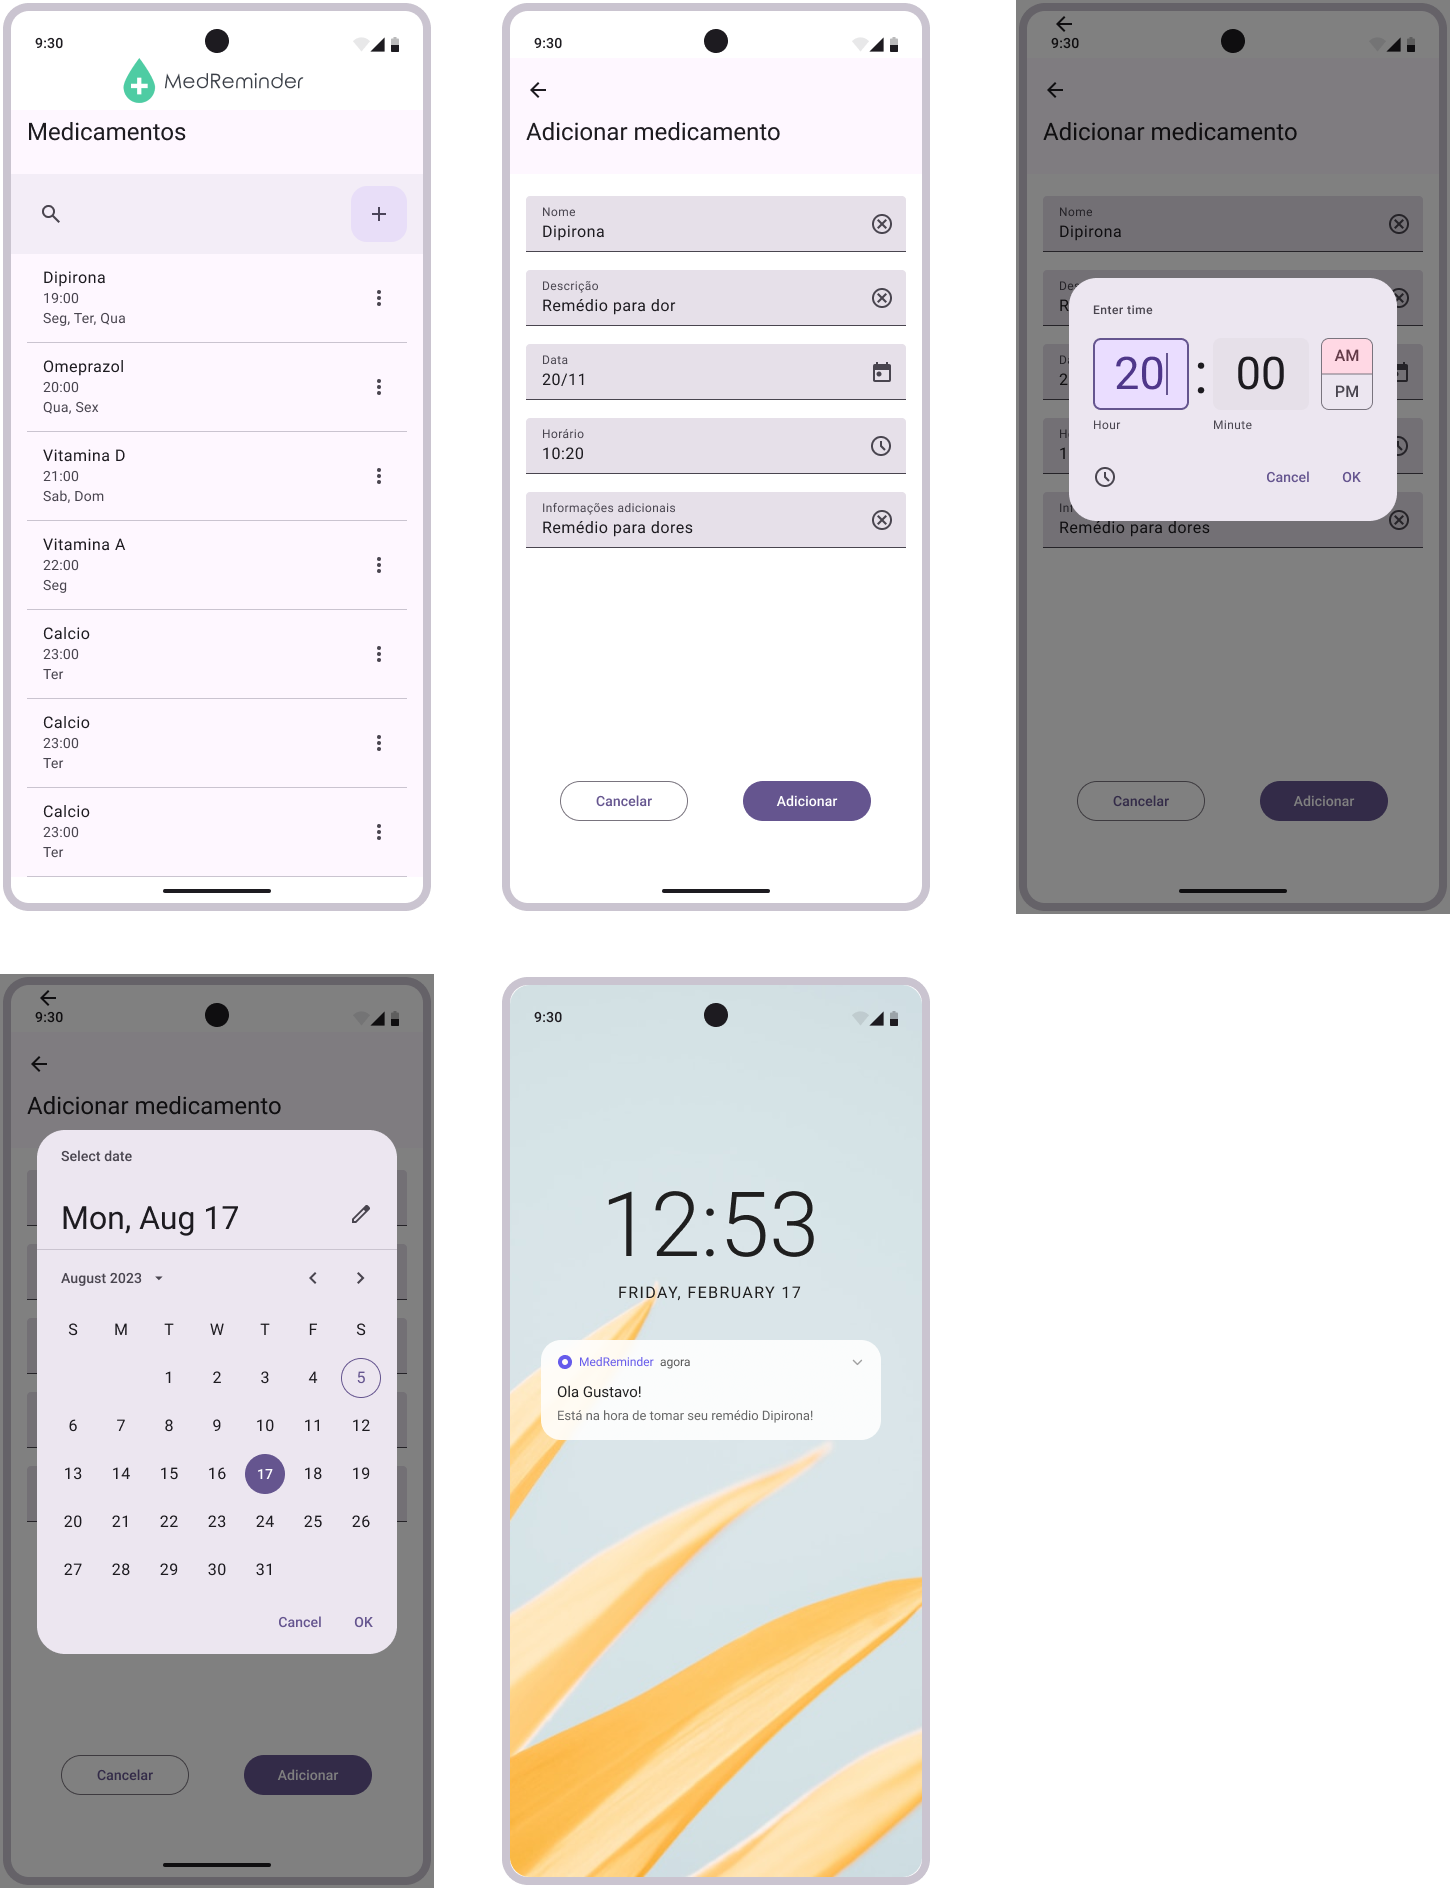 9:30
MedReminder
Medicamentos
Dipirona
19:00
Seg, Ter, Qua
Omeprazol
20:00
Qua, Sex
Vitamina D
21:00
Sab, Dom
Vitamina A
22:00
Seg
Calcio
23:00
Ter
Calcio
23:00
Ter
Calcio
23:00
Ter
9:30
Adicionar medicamento
Nome
Dipirona
Descrição
Remédio para dor
Data
20/11
Horário
10:20
Informações adicionais
Remédio para dores
Cancelar Adicionar
9:30
Adicionar medicamento
Nome
Dipirona
De
R
Enter time
20 : 00 AM
PM
Hour Minute
Cancel OK
D
2
H
1
In
Remédio para dores
Cancelar Adicionar
9:30
Adicionar medicamento
Select date
Mon, Aug 17
August 2023
S M T W T F S
1 2 3 4 5
6 7 8 9 10 11 12
13 14 15 16 17 18 19
20 21 22 23 24 25 26
27 28 29 30 31
Cancel OK
Cancelar Adicionar
9:30
12:53
FRIDAY, FEBRUARY 17
MedReminder agora
Ola Gustavo!
Está na hora de tomar seu remédio Dipirona!